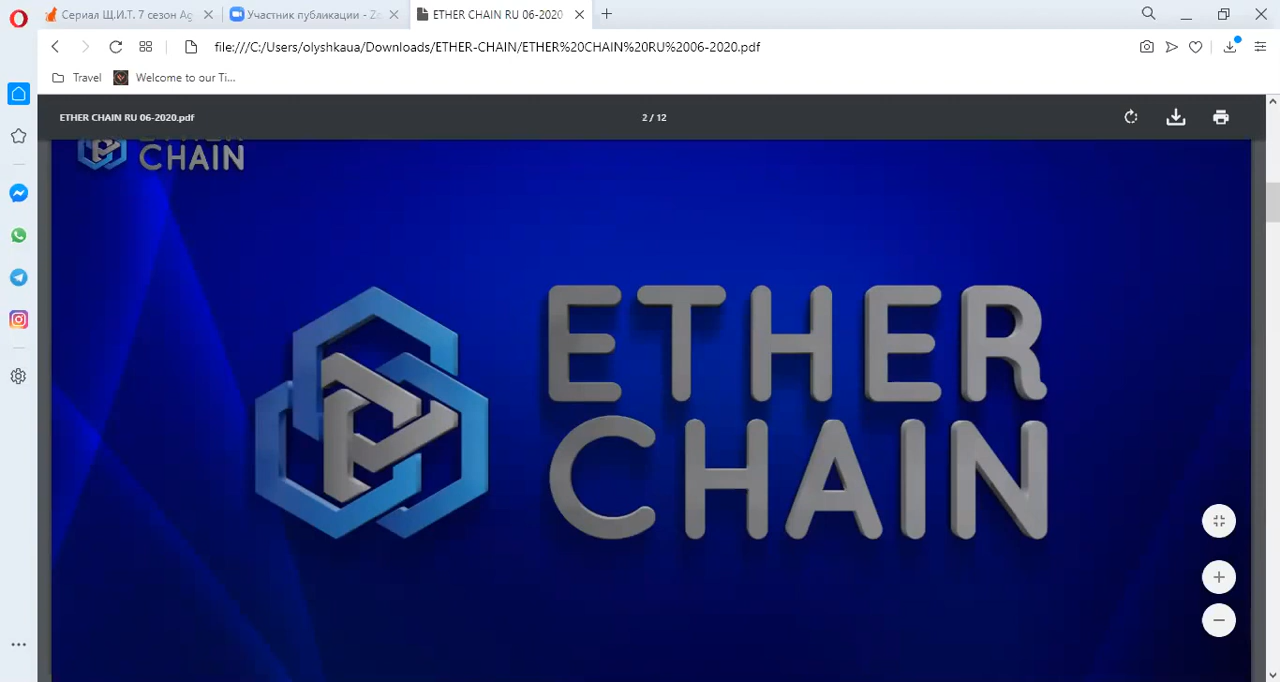 Сериал Щ.И.Т. 7 сезон Ag
Участник публикации - Zo
ETHER CHAIN RU 06-2020
file:///C:/Users/olyshkaua/Downloads/ETHER-CHAIN/ETHER%20CHAIN%20RU%2006-2020.pdf
Travel
Welcome to our Ti...
ETHER CHAIN RU 06-2020.pdf
2 / 12
ETHER
CHAIN
ETHER
CHAIN